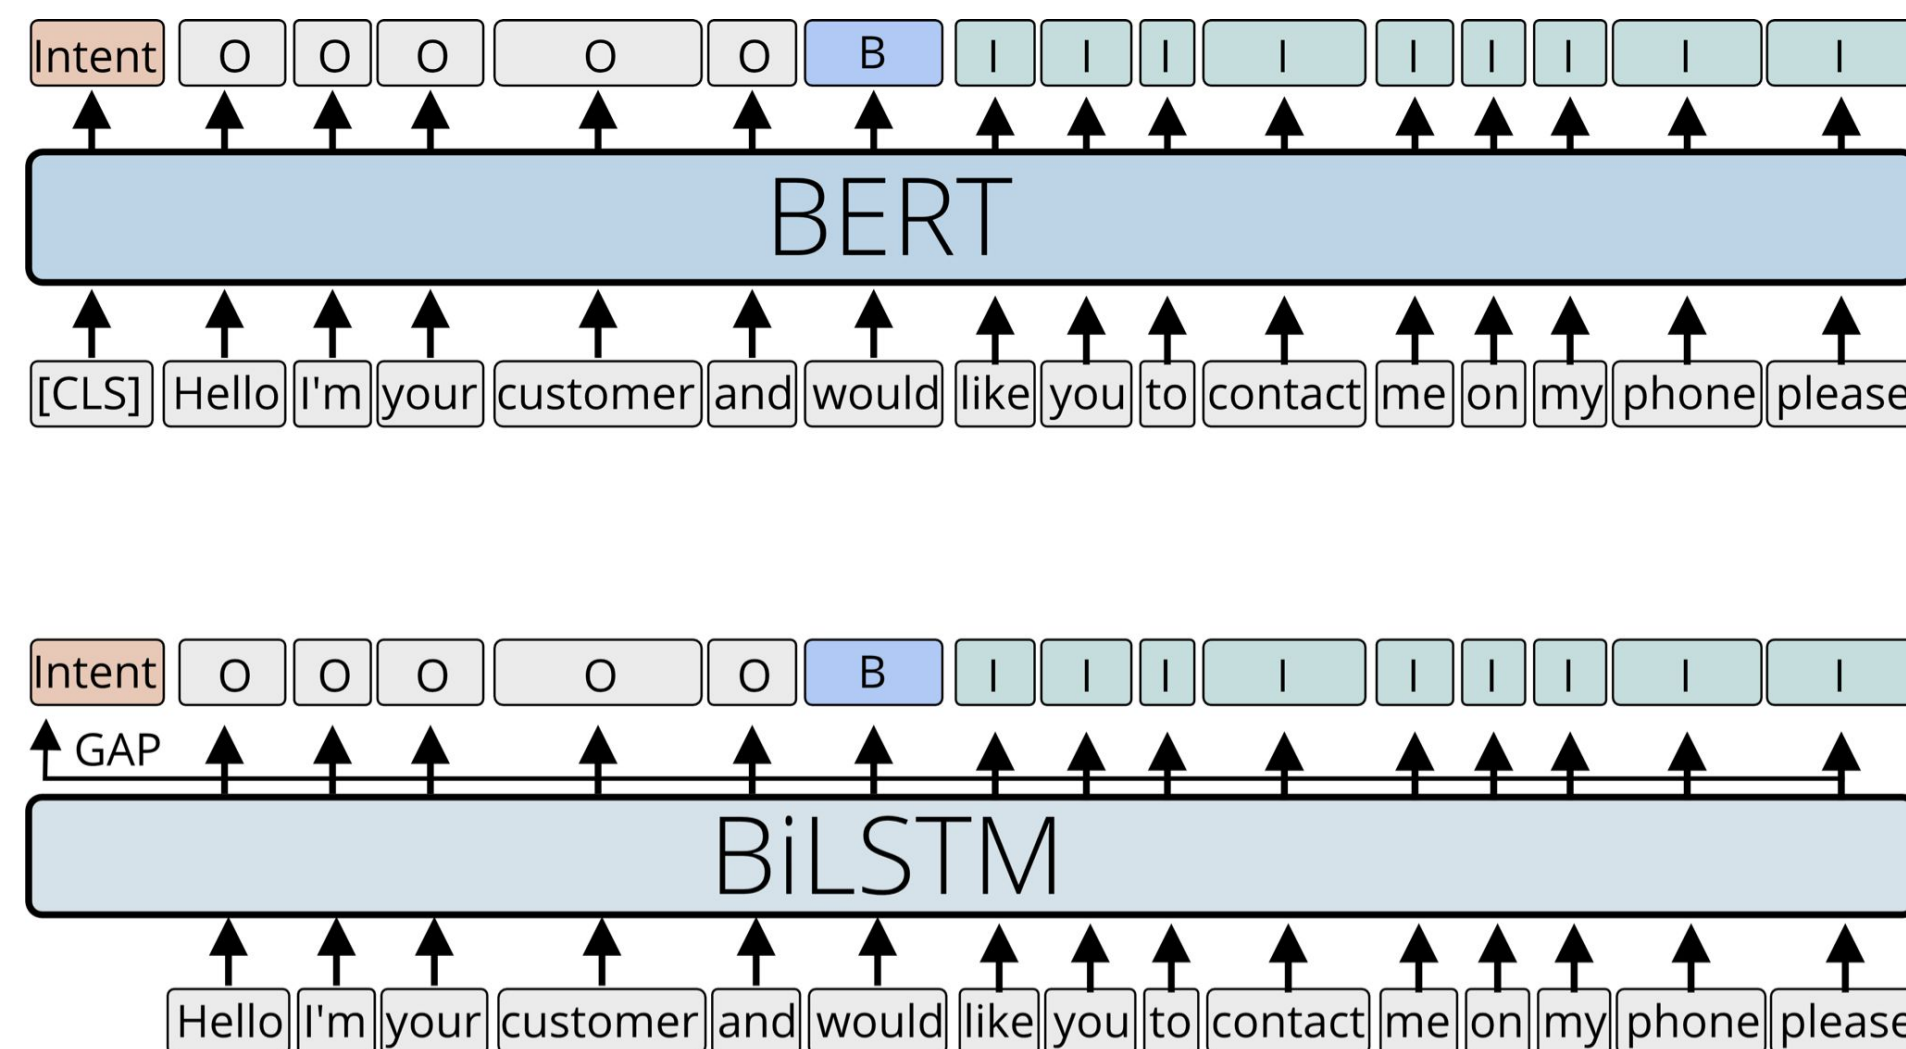 Intent O O O O O B I I I I I I I I I
BERT
[CLS] Hello I'm your customer and would like you to contact me on my phone please
Intent O O O O O B I I I I I I I I I
GAP
BiLSTM
Hello I'm your customer and would like you to contact me on my phone please